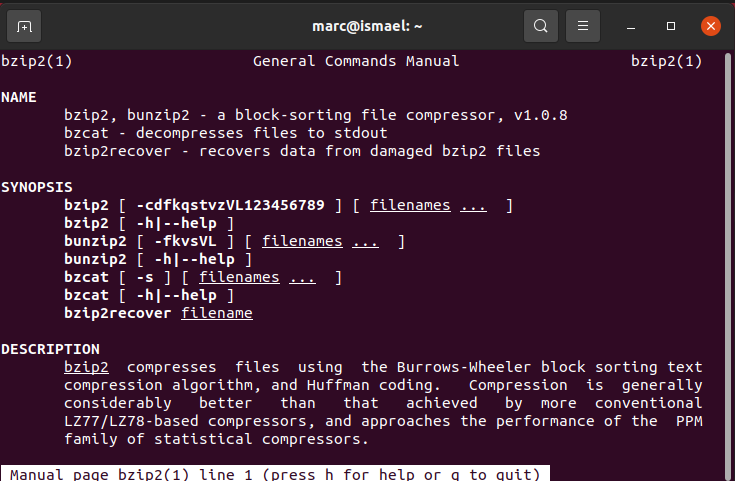 marc@ismael: ~
bzip2(1) General Commands Manual bzip2(1)
NAME
bzip2, bunzip2 - a block-sorting file compressor, v1.0.8
bzcat - decompresses files to stdout
bzip2recover - recovers data from damaged bzip2 files
SYNOPSIS
bzip2 [ -cdfkqstvzVL123456789 ] [ filenames ... ]
bzip2 [ -h|--help ]
bunzip2 [ -fkvsVL ] [ filenames ... ]
bunzip2 [ -h|--help ]
bzcat [ -s ] [ filenames ... ]
bzcat [ -h|--help ]
bzip2recover filename
DESCRIPTION
bzip2 compresses files using the Burrows-Wheeler block sorting text
compression algorithm, and Huffman coding. Compression is generally
considerably better than that achieved by more conventional
LZ77/LZ78-based compressors, and approaches the performance of the PPM
family of statistical compressors.
Manual page bzip2(1) line 1 (press h for help or q to quit)